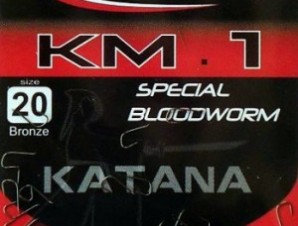 KM.1
size
20
Bronze
SPECIAL
BLOODWORM
KATANA